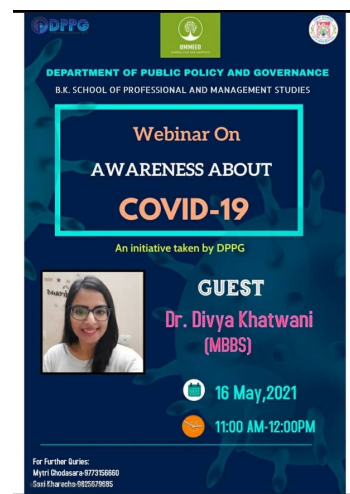 DPPG
UMMEED
DEPARTMENT OF PUBLIC POLICY AND GOVERNANCE
B.K. SCHOOL OF PROFESSIONAL AND MANAGEMENT STUDIES
Webinar On
AWARENESS ABOUT
COVID-19
An initiative taken by DPPG
GUEST
Dr. Divya Khatwani
(MBBS)
16 May,2021
11:00 AM-12:00PM
For Further Quries:
Mytri Ghodasara-9773156660
Saxi Kharecha-9825679685